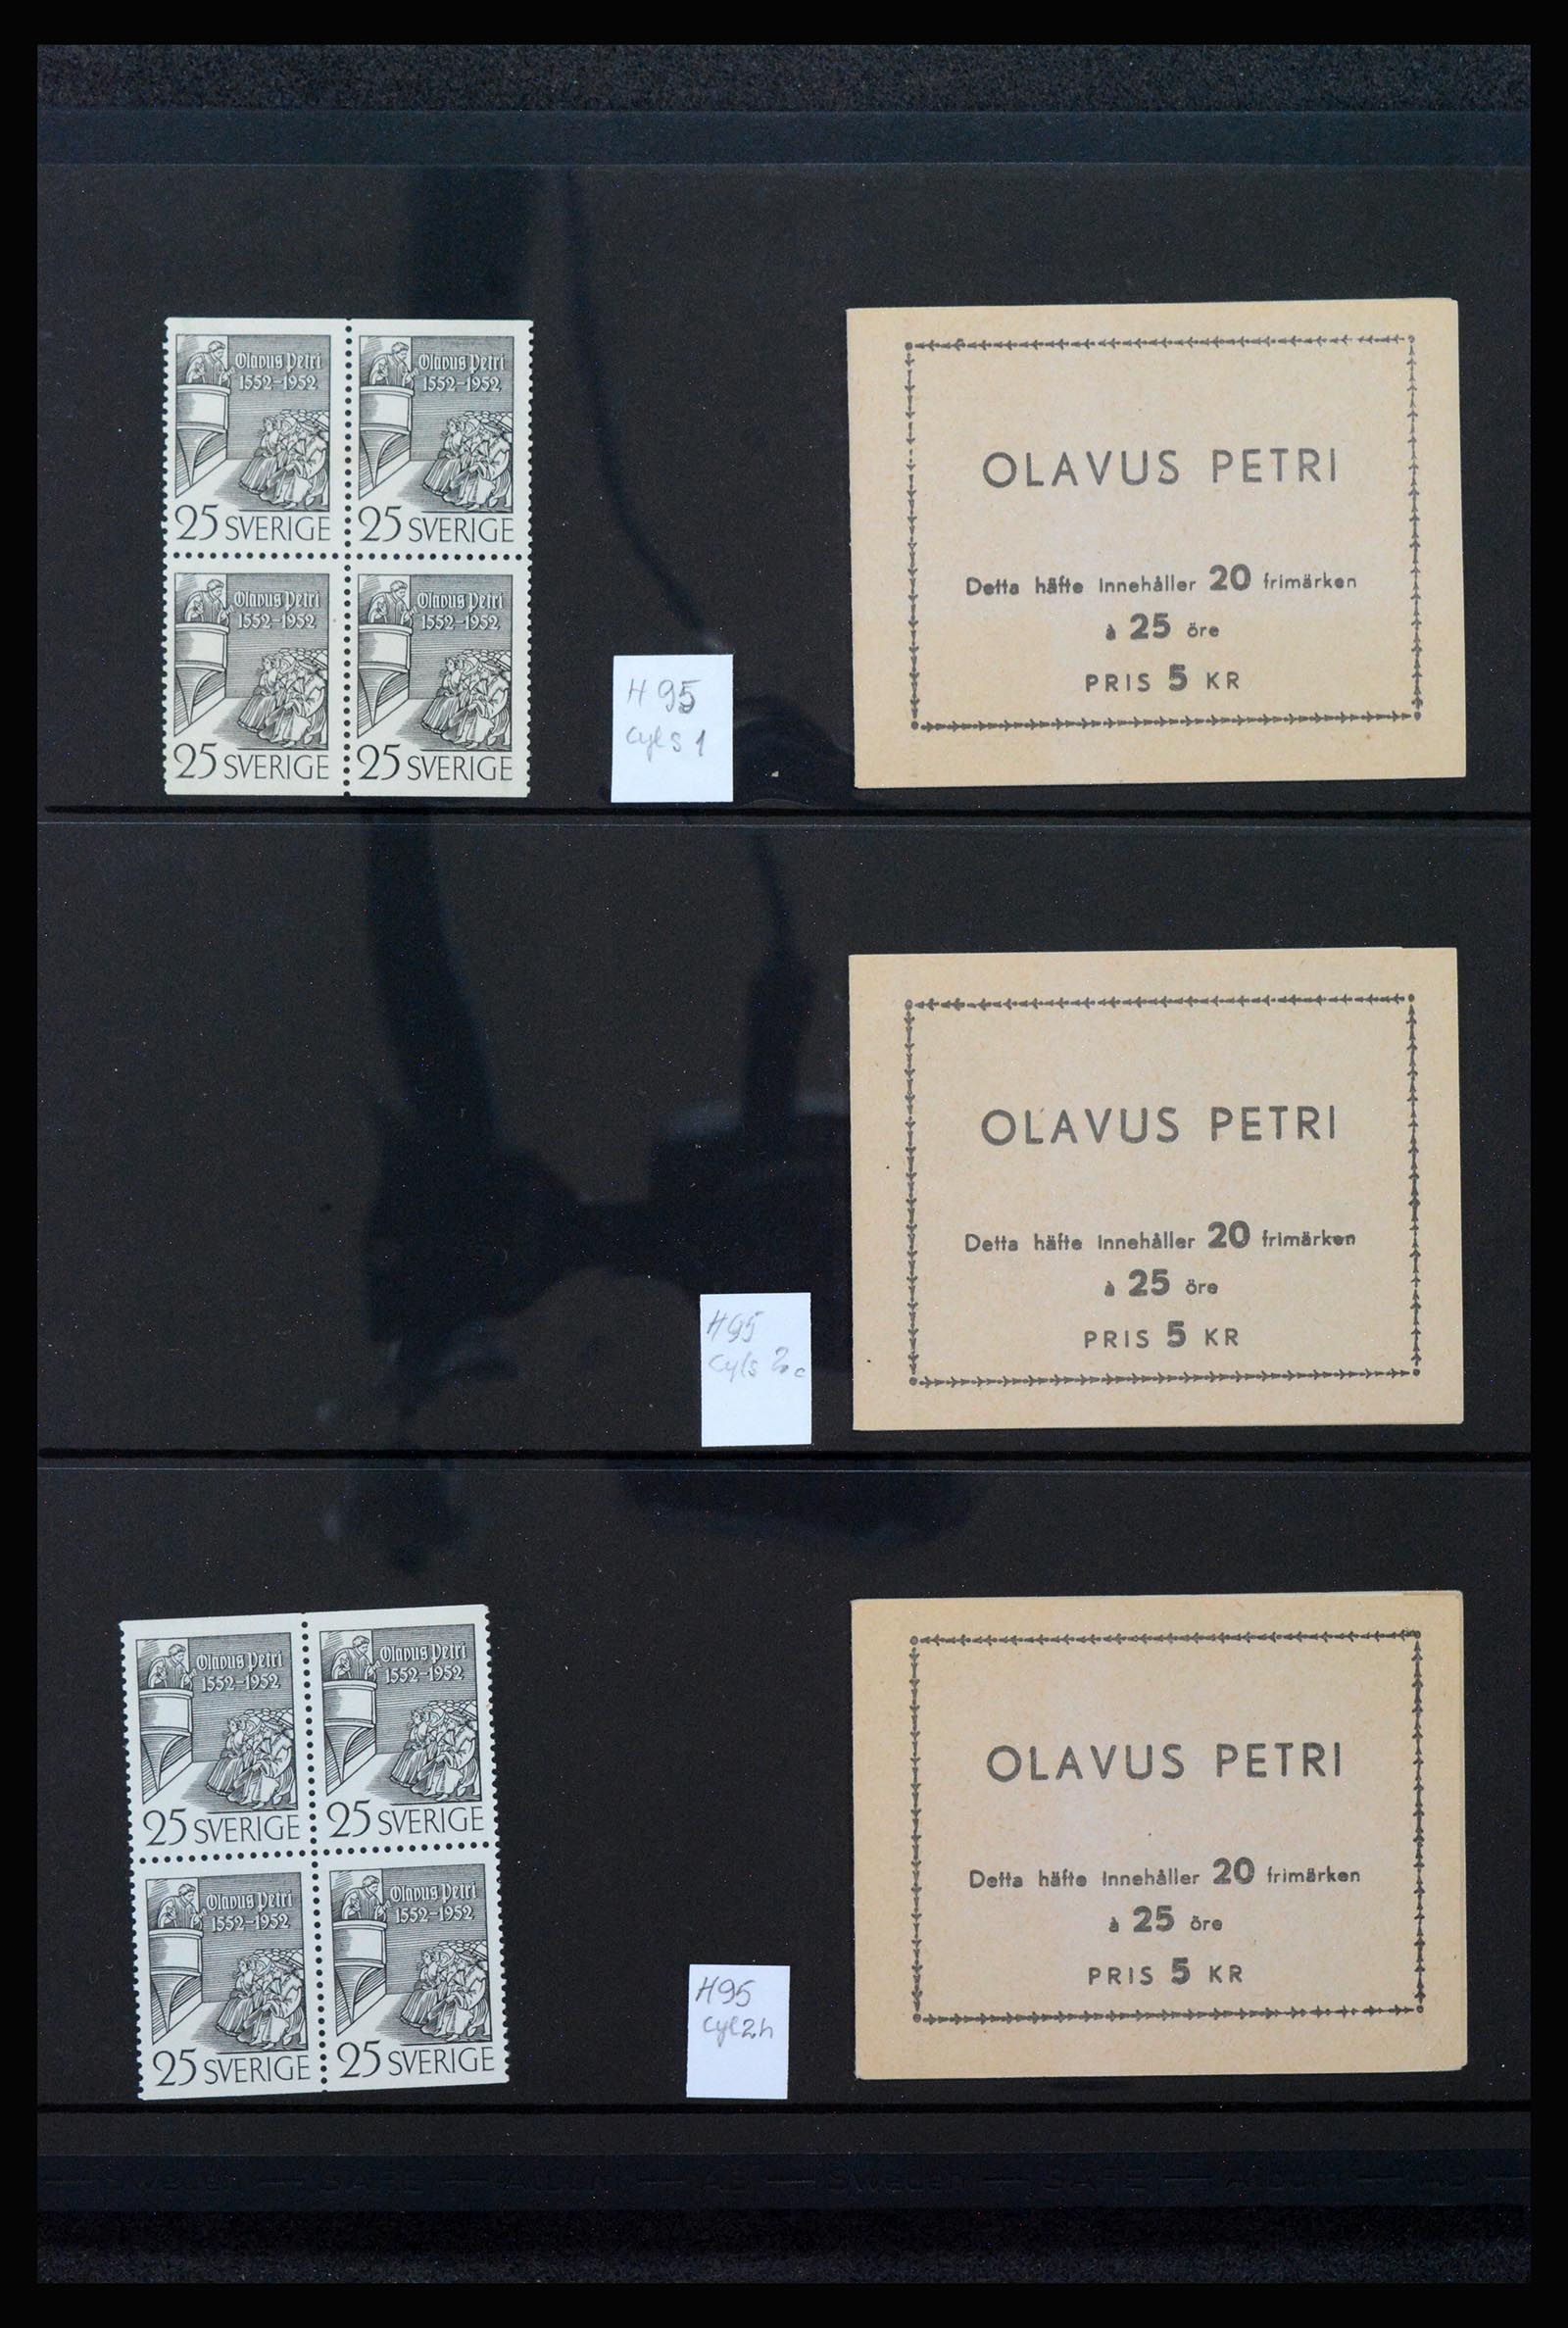 Olavus Petri
1552–1952
Olavus Petri
1552–1952
25 SVERIGE
25 SVERIGE
Olavus Petri
1552–1952
Olavus Petri
1552–1952
25 SVERIGE
25 SVERIGE
H 95
cyls 1
OLAVUS PETRI
Detta häfte innehåller 20 frimärken
à 25 öre
PRIS 5 KR
H95
cyls
OLAVUS PETRI
Detta häfte innehåller 20 frimärken
à 25 öre
PRIS 5 KR
Olavus Petri
1552–1952
Olavus Petri
1552–1952
25 SVERIGE
25 SVERIGE
Olavus Petri
1552–1952
Olavus Petri
1552–1952
25 SVERIGE
25 SVERIGE
H95
cyl 2h
OLAVUS PETRI
Detta häfte innehåller 20 frimärken
à 25 öre
PRIS 5 KR